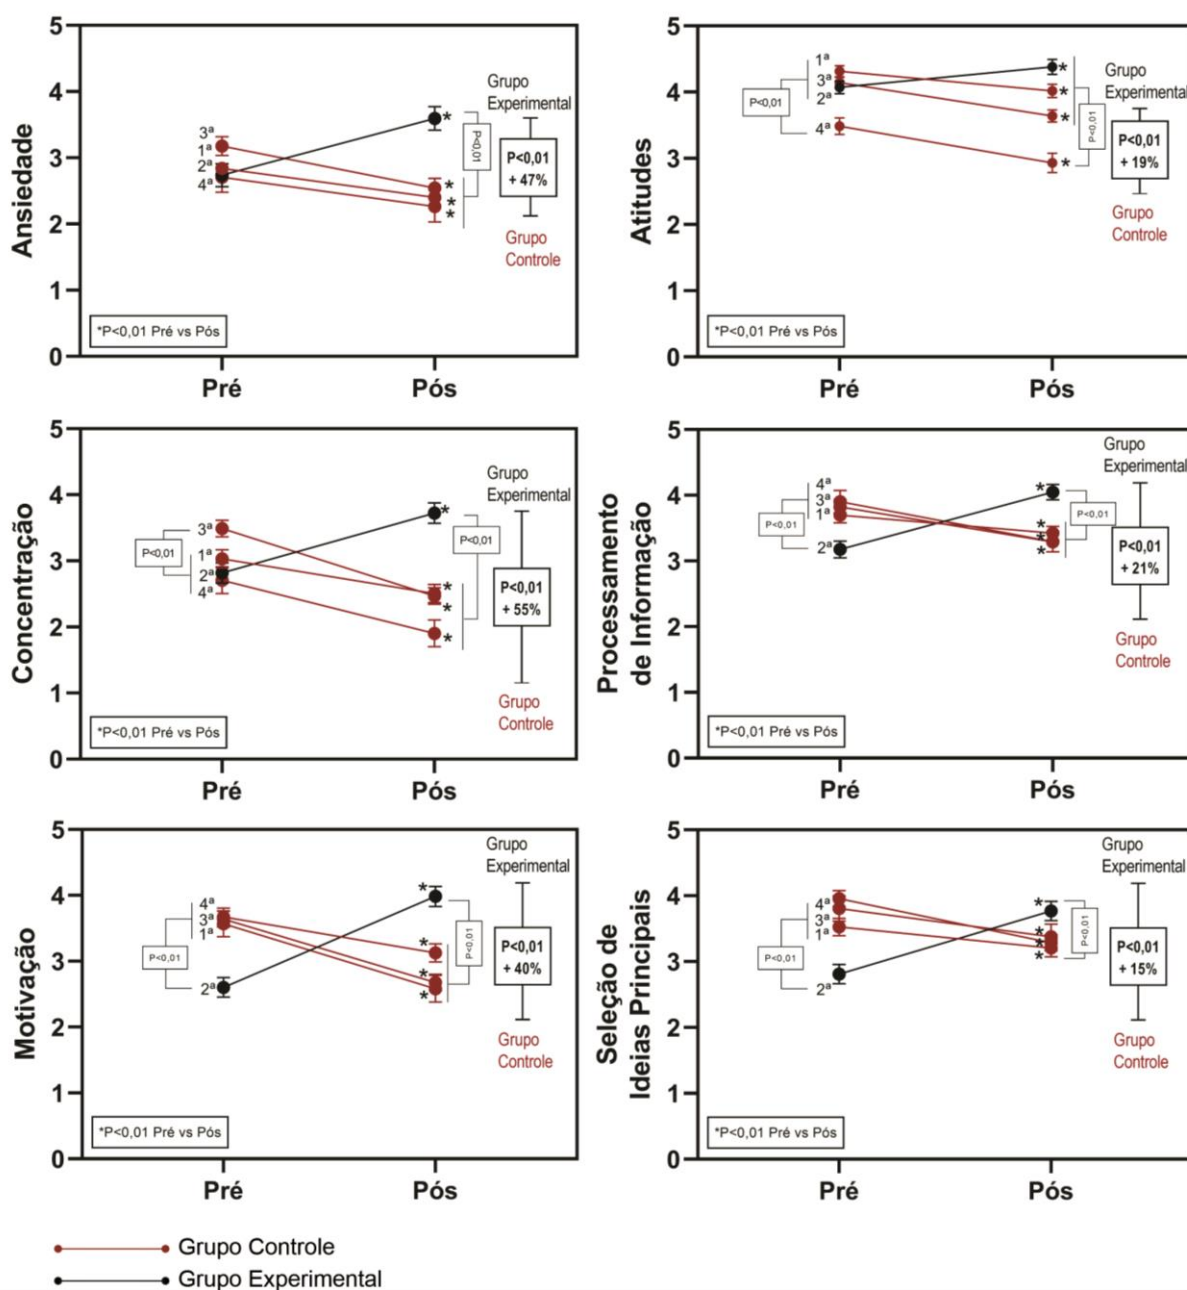 Ansiedade
5
4
3
2
1
0
3ª
1ª
2ª
4ª
*
*
*
*
P<0,01
Grupo
Experimental
P<0,01
+ 47%
Grupo
Controle
*P<0,01 Pré vs Pós
Pré
Pós
Atitudes
5
4
3
2
1
0
1ª
3ª
2ª
4ª
P<0,01
*
*
*
*
P<0,01
Grupo
Experimental
P<0,01
+ 19%
Grupo
Controle
*P<0,01 Pré vs Pós
Pré
Pós
Concentração
5
4
3
2
1
0
3ª
1ª
2ª
4ª
P<0,01
*
*
*
*
P<0,01
Grupo
Experimental
P<0,01
+ 55%
Grupo
Controle
*P<0,01 Pré vs Pós
Pré
Pós
Processamento
de Informação
5
4
3
2
1
0
4ª
3ª
1ª
2ª
P<0,01
*
*
*
*
P<0,01
Grupo
Experimental
P<0,01
+ 21%
Grupo
Controle
*P<0,01 Pré vs Pós
Pré
Pós
Motivação
5
4
3
2
1
0
4ª
3ª
1ª
2ª
P<0,01
*
*
*
*
P<0,01
Grupo
Experimental
P<0,01
+ 40%
Grupo
Controle
*P<0,01 Pré vs Pós
Pré
Pós
Seleção de
Ideias Principais
5
4
3
2
1
0
4ª
3ª
1ª
2ª
P<0,01
*
*
*
*
P<0,01
Grupo
Experimental
P<0,01
+ 15%
Grupo
Controle
*P<0,01 Pré vs Pós
Pré
Pós
Grupo Controle
Grupo Experimental